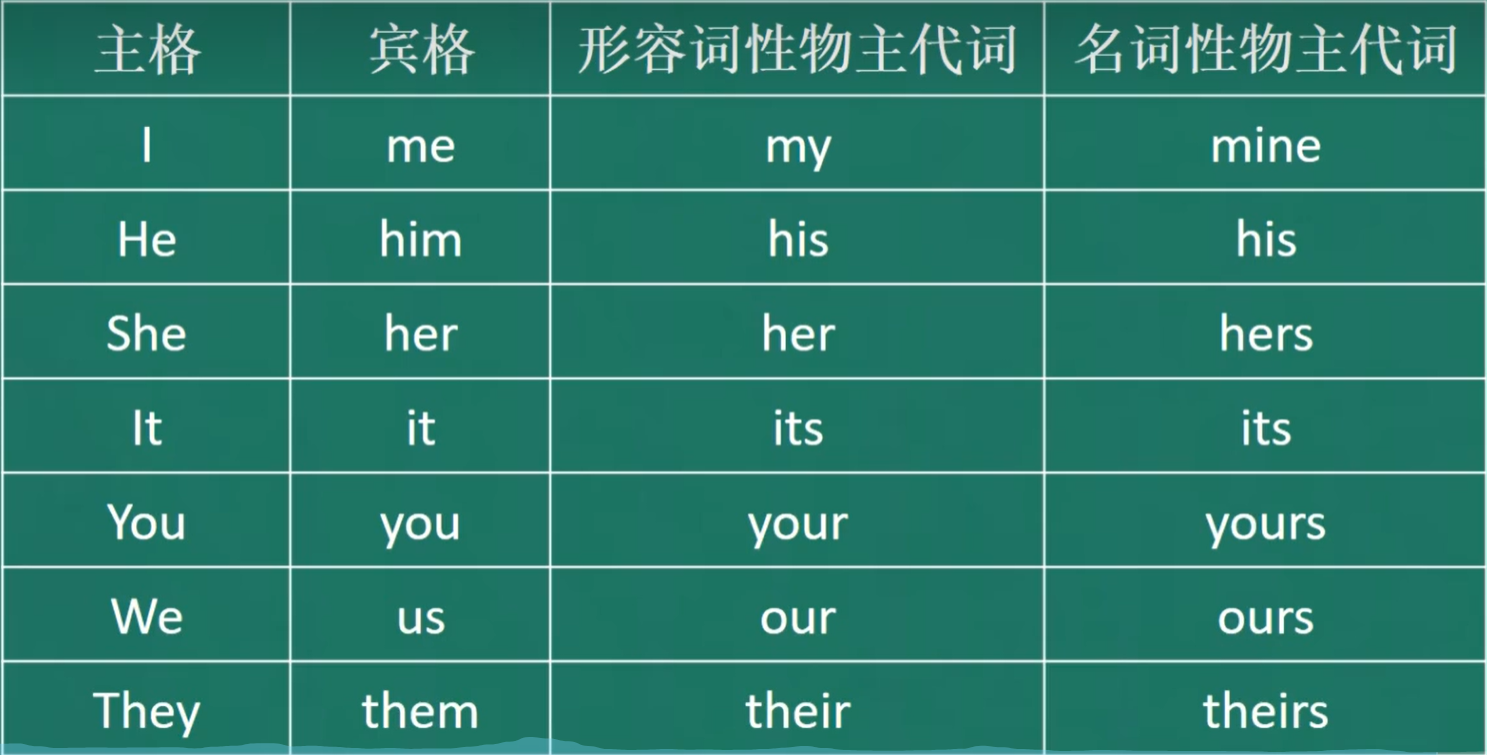 主格 宾格 形容词性物主代词 名词性物主代词
I me my mine
He him his his
She her her hers
It it its its
You you your yours
We us our ours
They them their theirs